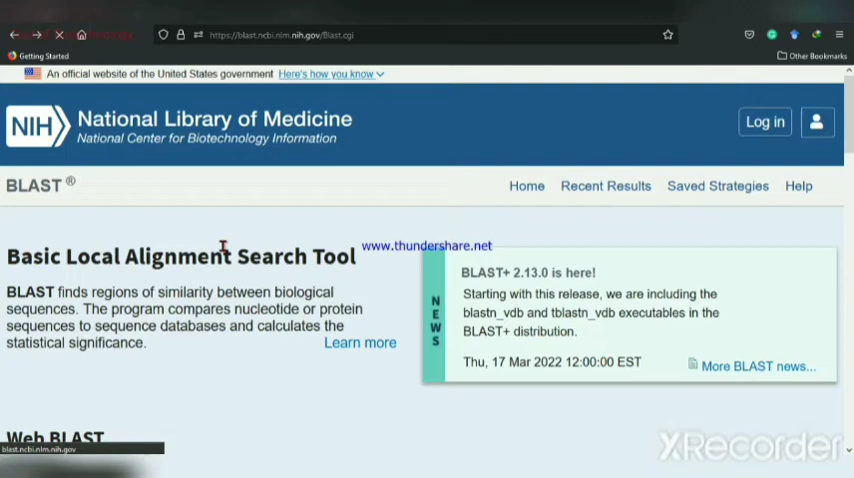 https://blast.ncbi.nlm.nih.gov/Blast.cgi
Getting Started
Other Bookmarks
An official website of the United States government Here's how you know
NIH
National Library of Medicine
National Center for Biotechnology Information
Log in
BLAST ®
Home Recent Results Saved Strategies Help
www.thundershare.net
Basic Local Alignment Search Tool
BLAST finds regions of similarity between biological
sequences. The program compares nucleotide or protein
sequences to sequence databases and calculates the
statistical significance.
Learn more
NEWS
BLAST+ 2.13.0 is here!
Starting with this release, we are including the
blastn_vdb and tblastn_vdb executables in the
BLAST+ distribution.
Thu, 17 Mar 2022 12:00:00 EST
More BLAST news...
Web BLAST
blast.ncbi.nlm.nih.gov
XRecorder